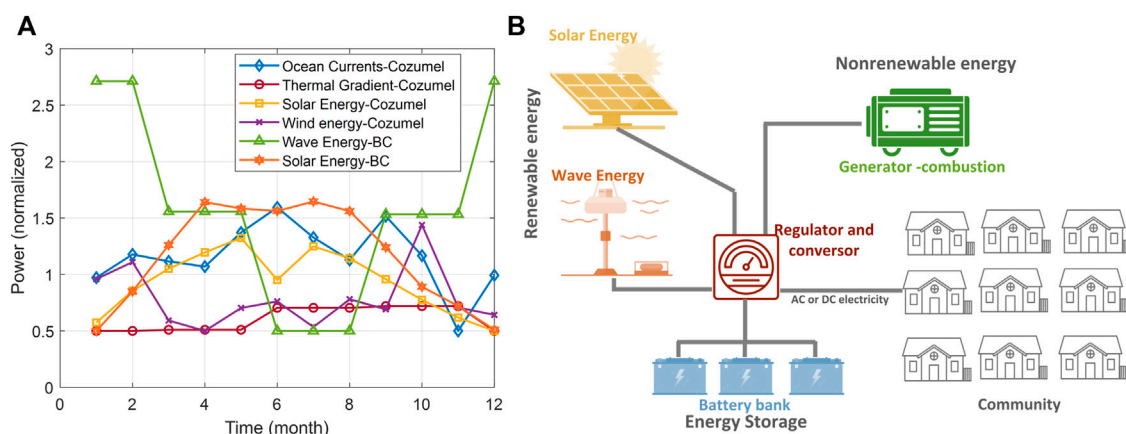 A
3
2.5
2
1.5
1
0.5
0
Power (normalized)
0
2
4
6
8
10
12
Time (month)
Ocean Currents-Cozumel
Thermal Gradient-Cozumel
Solar Energy-Cozumel
Wind energy-Cozumel
Wave Energy-BC
Solar Energy-BC
B
Renewable energy
Solar Energy
Nonrenewable energy
Generator -combustion
Wave Energy
Regulator and
conversor
AC or DC electricity
Battery bank
Energy Storage
Community